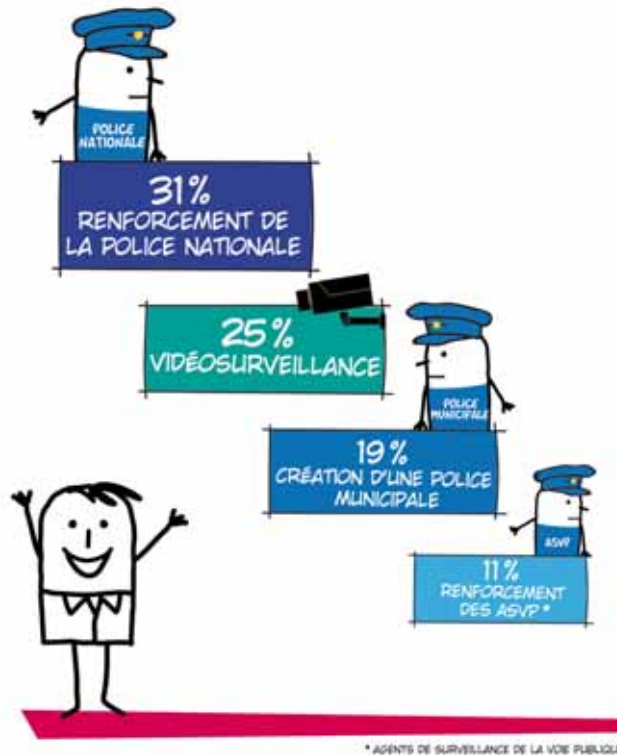 POLICE
NATIONALE
31%
RENFORCEMENT DE
LA POLICE NATIONALE
25%
VIDÉOSURVEILLANCE
POLICE
MUNICIPALE
19%
CRÉATION D'UNE POLICE
MUNICIPALE
ASVP
11%
RENFORCEMENT
DES ASVP*
* AGENTS DE SURVEILLANCE DE LA VOIE PUBLIQUE